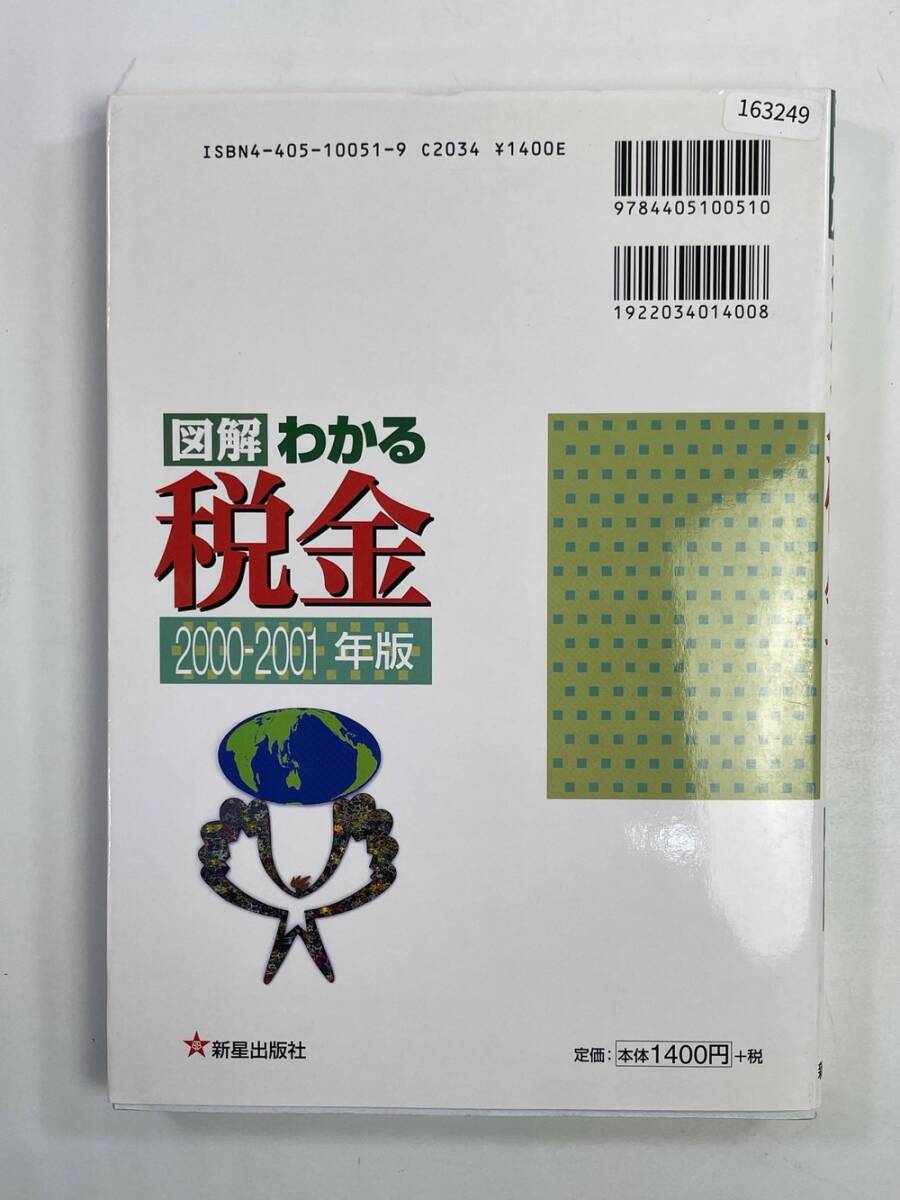 163249
ISBN4-405-10051-9 C2034 ¥1400E
9784405100510
1922034014008
図解 わかる
税金
2000-2001 年版
新星出版社
定価：本体1400円+税